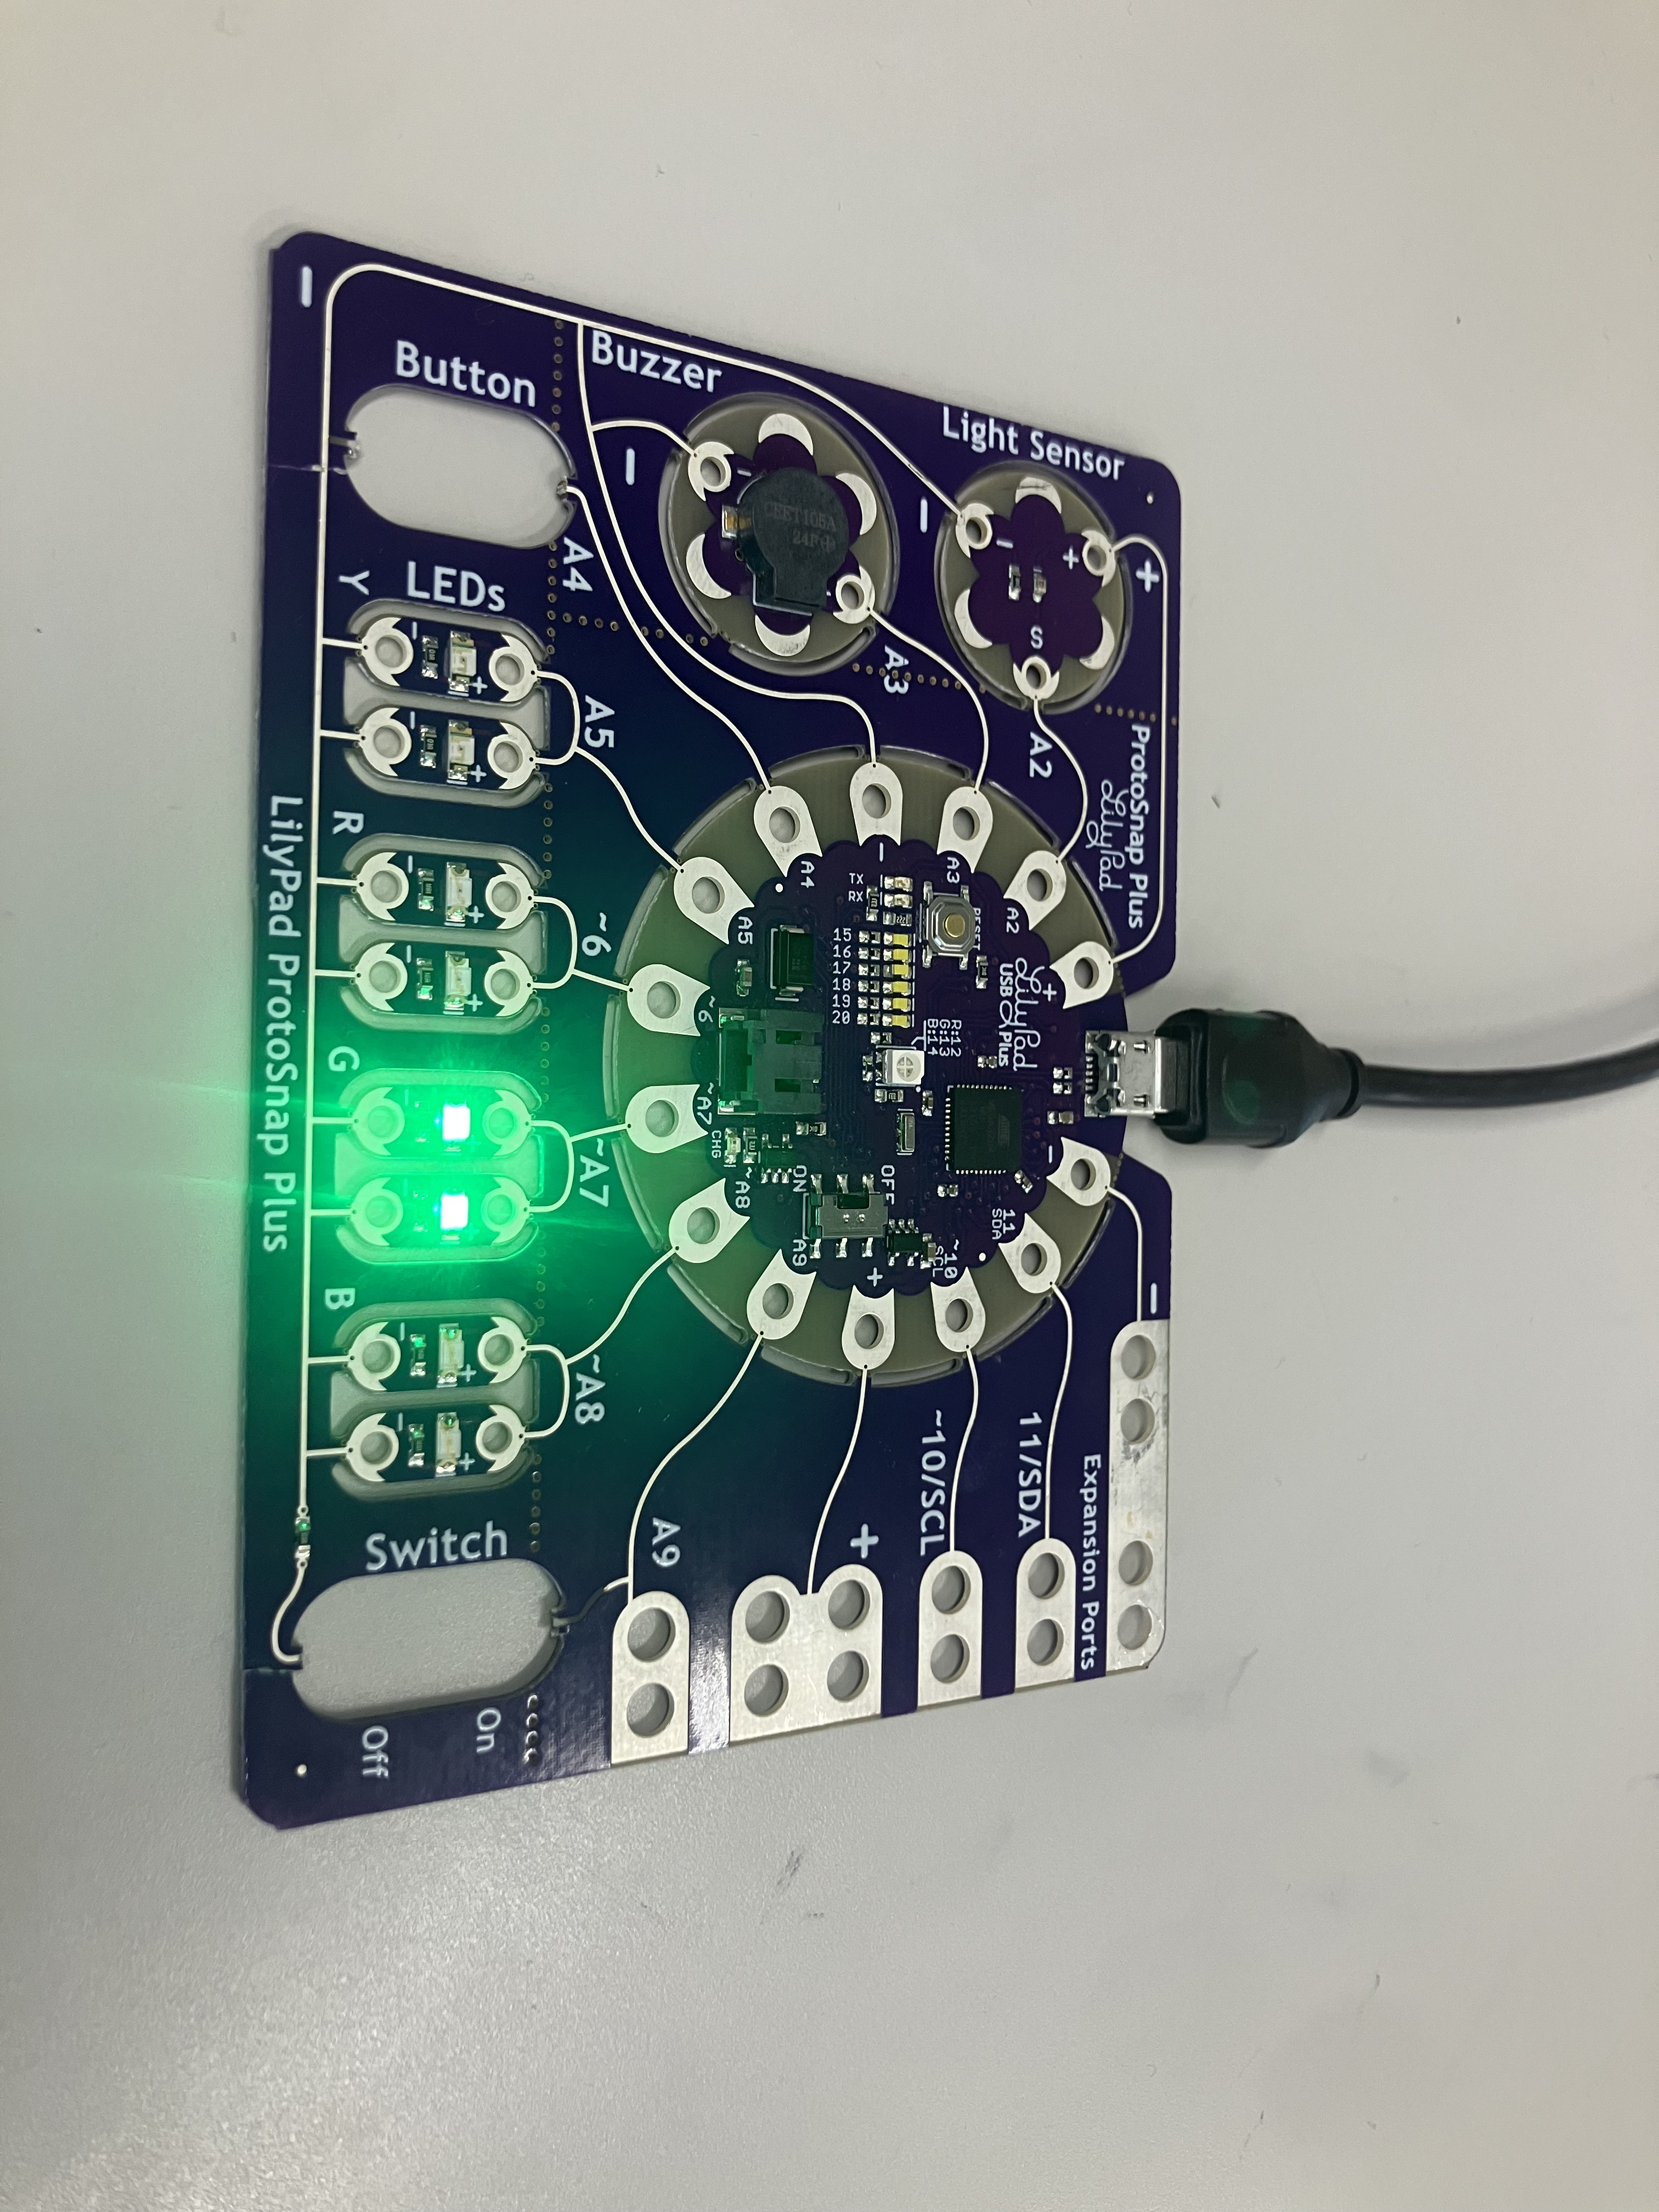 ProtoSnap Plus
LilyPad
Light Sensor
+
-
-
+
S
A2
Buzzer
-
-
CEET105A
A3
Button
A4
LEDs
Y
A5
R
~6
G
~A7
B
~A8
Switch
On
Off
A9
+
~10/SCL
11/SDA
Expansion Ports
-
LilyPad
USB Plus
RESET
R:12
G:13
B:14
TX
RX
15
16
17
18
19
20
+
A2
A3
-
A4
A5
~6
~A7
CHG
~A8
A9
ON
OFF
+
~10
SCL
11
SDA
-
-
LilyPad ProtoSnap Plus